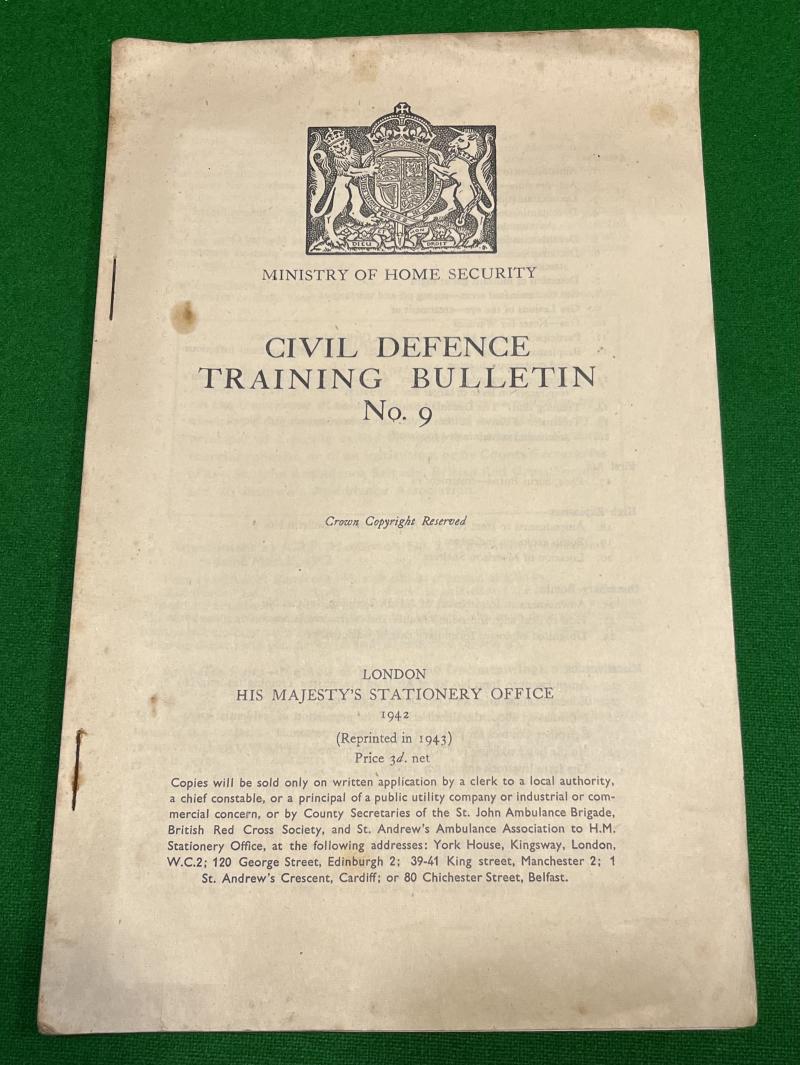 DIEU
ET MON
DROIT
MINISTRY OF HOME SECURITY
CIVIL DEFENCE
TRAINING BULLETIN
No. 9
Crown Copyright Reserved
LONDON
HIS MAJESTY'S STATIONERY OFFICE
1942
(Reprinted in 1943)
Price 3d. net
Copies will be sold only on written application by a clerk to a local authority,
a chief constable, or a principal of a public utility company or industrial or com-
mercial concern, or by County Secretaries of the St. John Ambulance Brigade,
British Red Cross Society, and St. Andrew's Ambulance Association to H.M.
Stationery Office, at the following addresses: York House, Kingsway, London,
W.C.2; 120 George Street, Edinburgh 2; 39-41 King street, Manchester 2; 1
St. Andrew's Crescent, Cardiff; or 80 Chichester Street, Belfast.